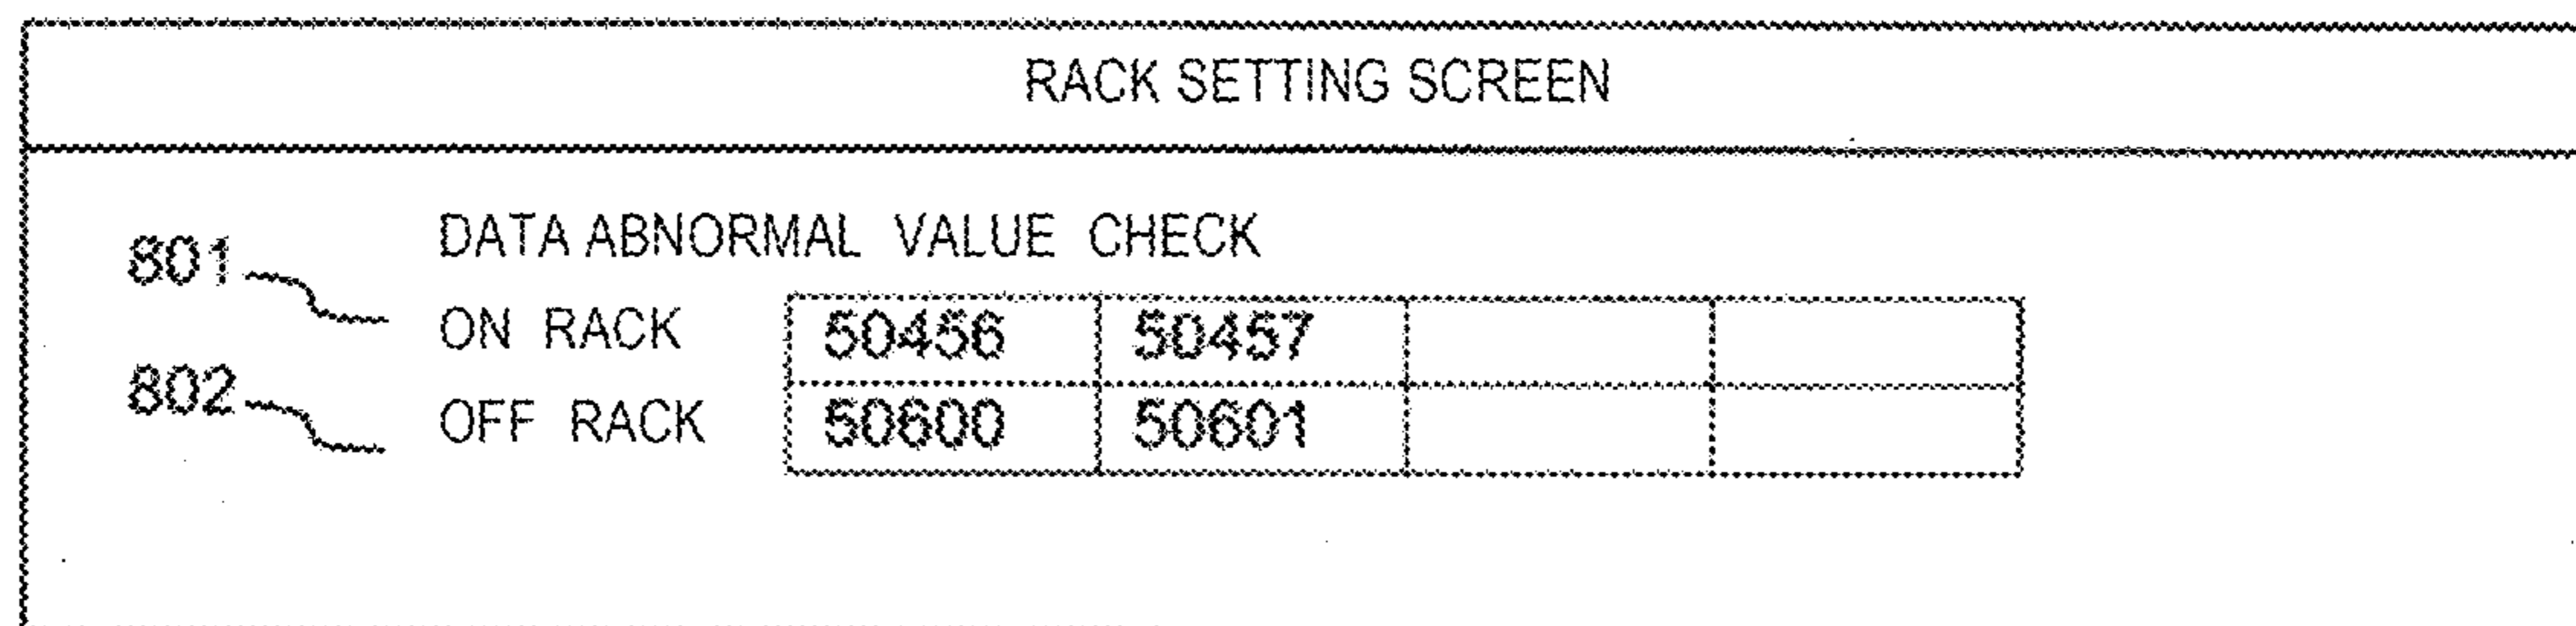 RACK SETTING SCREEN
DATA ABNORMAL VALUE CHECK
801
ON RACK 50456 50457
802
OFF RACK 50600 50601